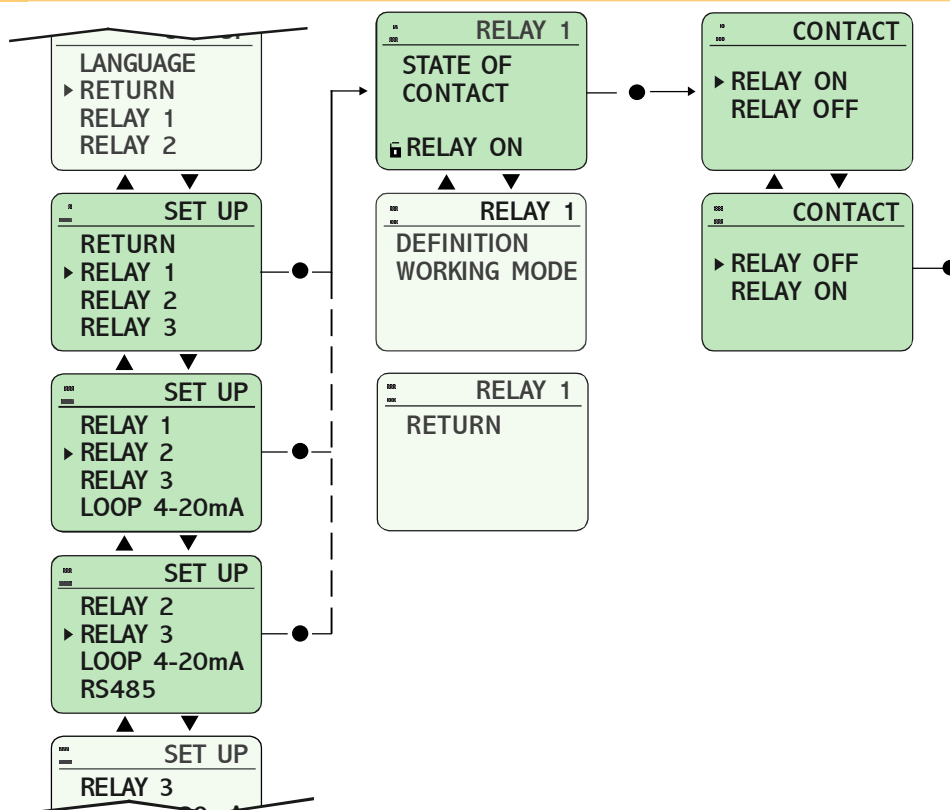 LANGUAGE
RETURN
RELAY 1
RELAY 2
SET UP
RETURN
RELAY 1
RELAY 2
RELAY 3
SET UP
RELAY 1
RELAY 2
RELAY 3
LOOP 4-20mA
SET UP
RELAY 2
RELAY 3
LOOP 4-20mA
RS485
SET UP
RELAY 3
RELAY 1
STATE OF
CONTACT
RELAY ON
RELAY 1
DEFINITION
WORKING MODE
RELAY 1
RETURN
CONTACT
RELAY ON
RELAY OFF
CONTACT
RELAY OFF
RELAY ON